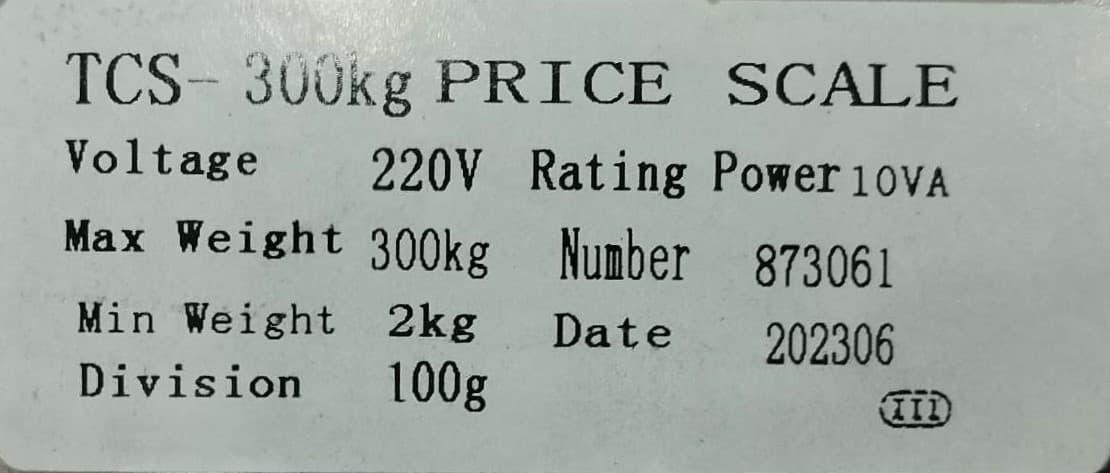 TCS- 300kg PRICE SCALE
Voltage 220V Rating Power 10VA
Max Weight 300kg Number 873061
Min Weight 2kg Date 202306
Division 100g
III